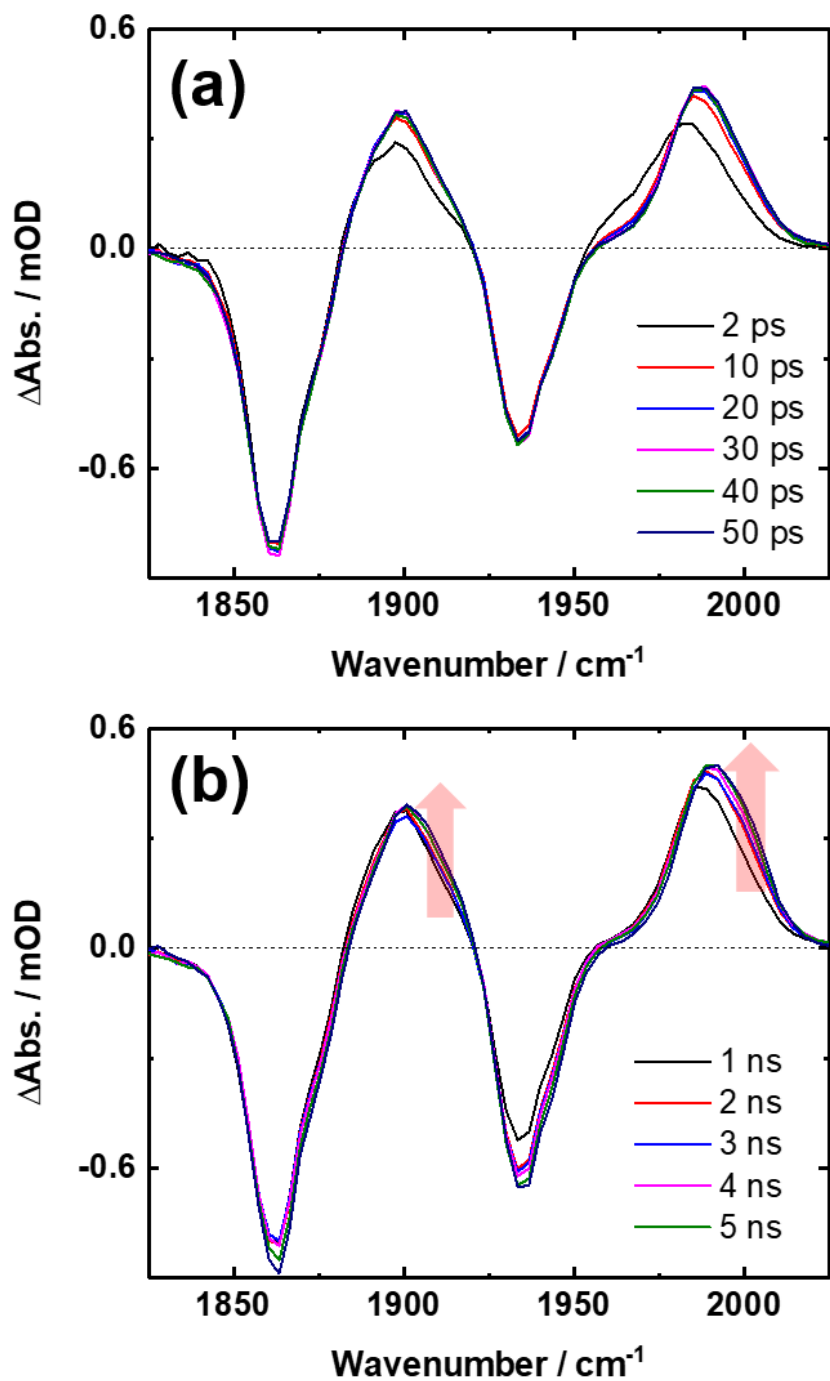 (a)
0.6
0.0
-0.6
ΔAbs. / mOD
2 ps
10 ps
20 ps
30 ps
40 ps
50 ps
1850 1900 1950 2000
Wavenumber / cm-1
(b)
0.6
0.0
-0.6
ΔAbs. / mOD
1 ns
2 ns
3 ns
4 ns
5 ns
1850 1900 1950 2000
Wavenumber / cm-1